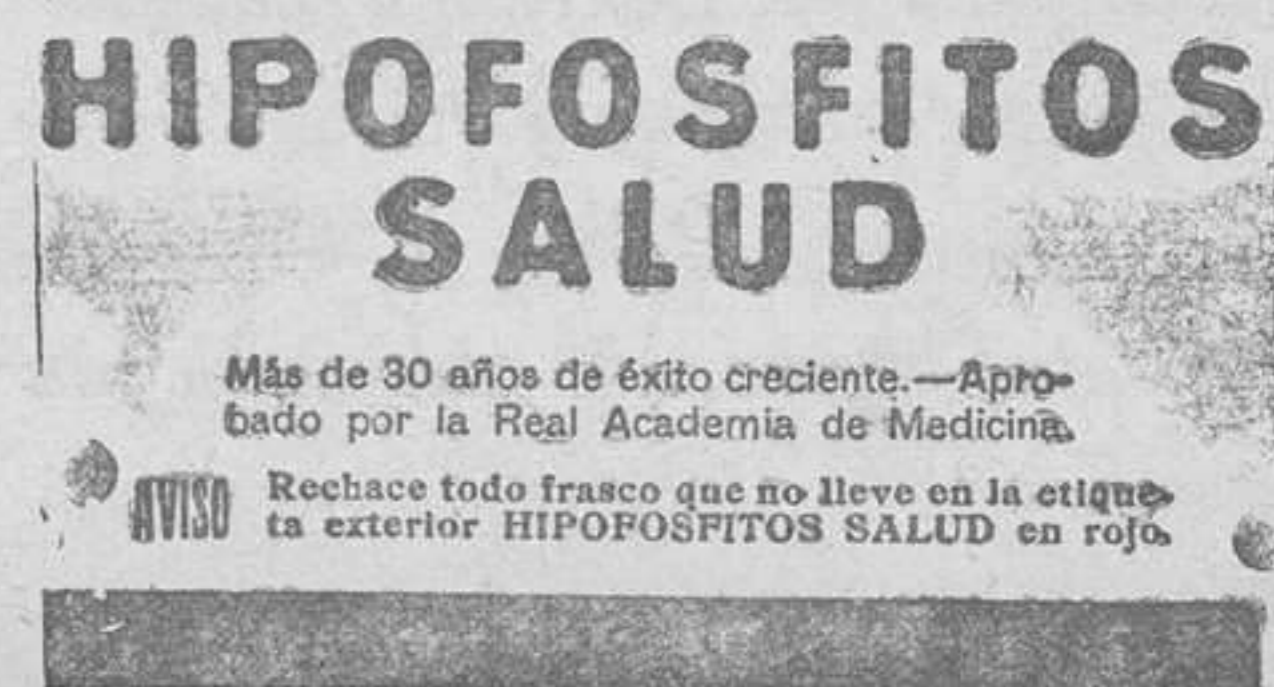 HIPOFOSFITOS
SALUD
Más de 30 años de éxito creciente.—Apro-
bado por la Real Academia de Medicina.
AVISO
Rechace todo frasco que no lleve en la etique-
ta exterior HIPOFOSFITOS SALUD en rojo.